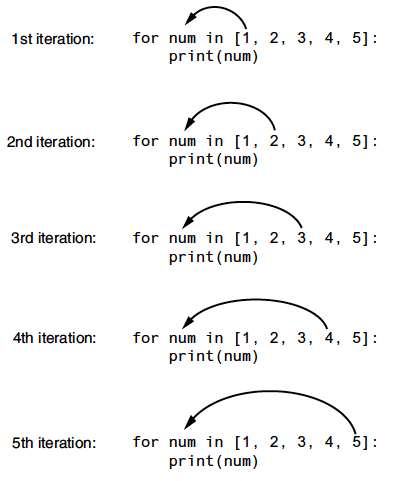 1st iteration: for num in [1, 2, 3, 4, 5]:
print(num)
2nd iteration: for num in [1, 2, 3, 4, 5]:
print(num)
3rd iteration: for num in [1, 2, 3, 4, 5]:
print(num)
4th iteration: for num in [1, 2, 3, 4, 5]:
print(num)
5th iteration: for num in [1, 2, 3, 4, 5]:
print(num)